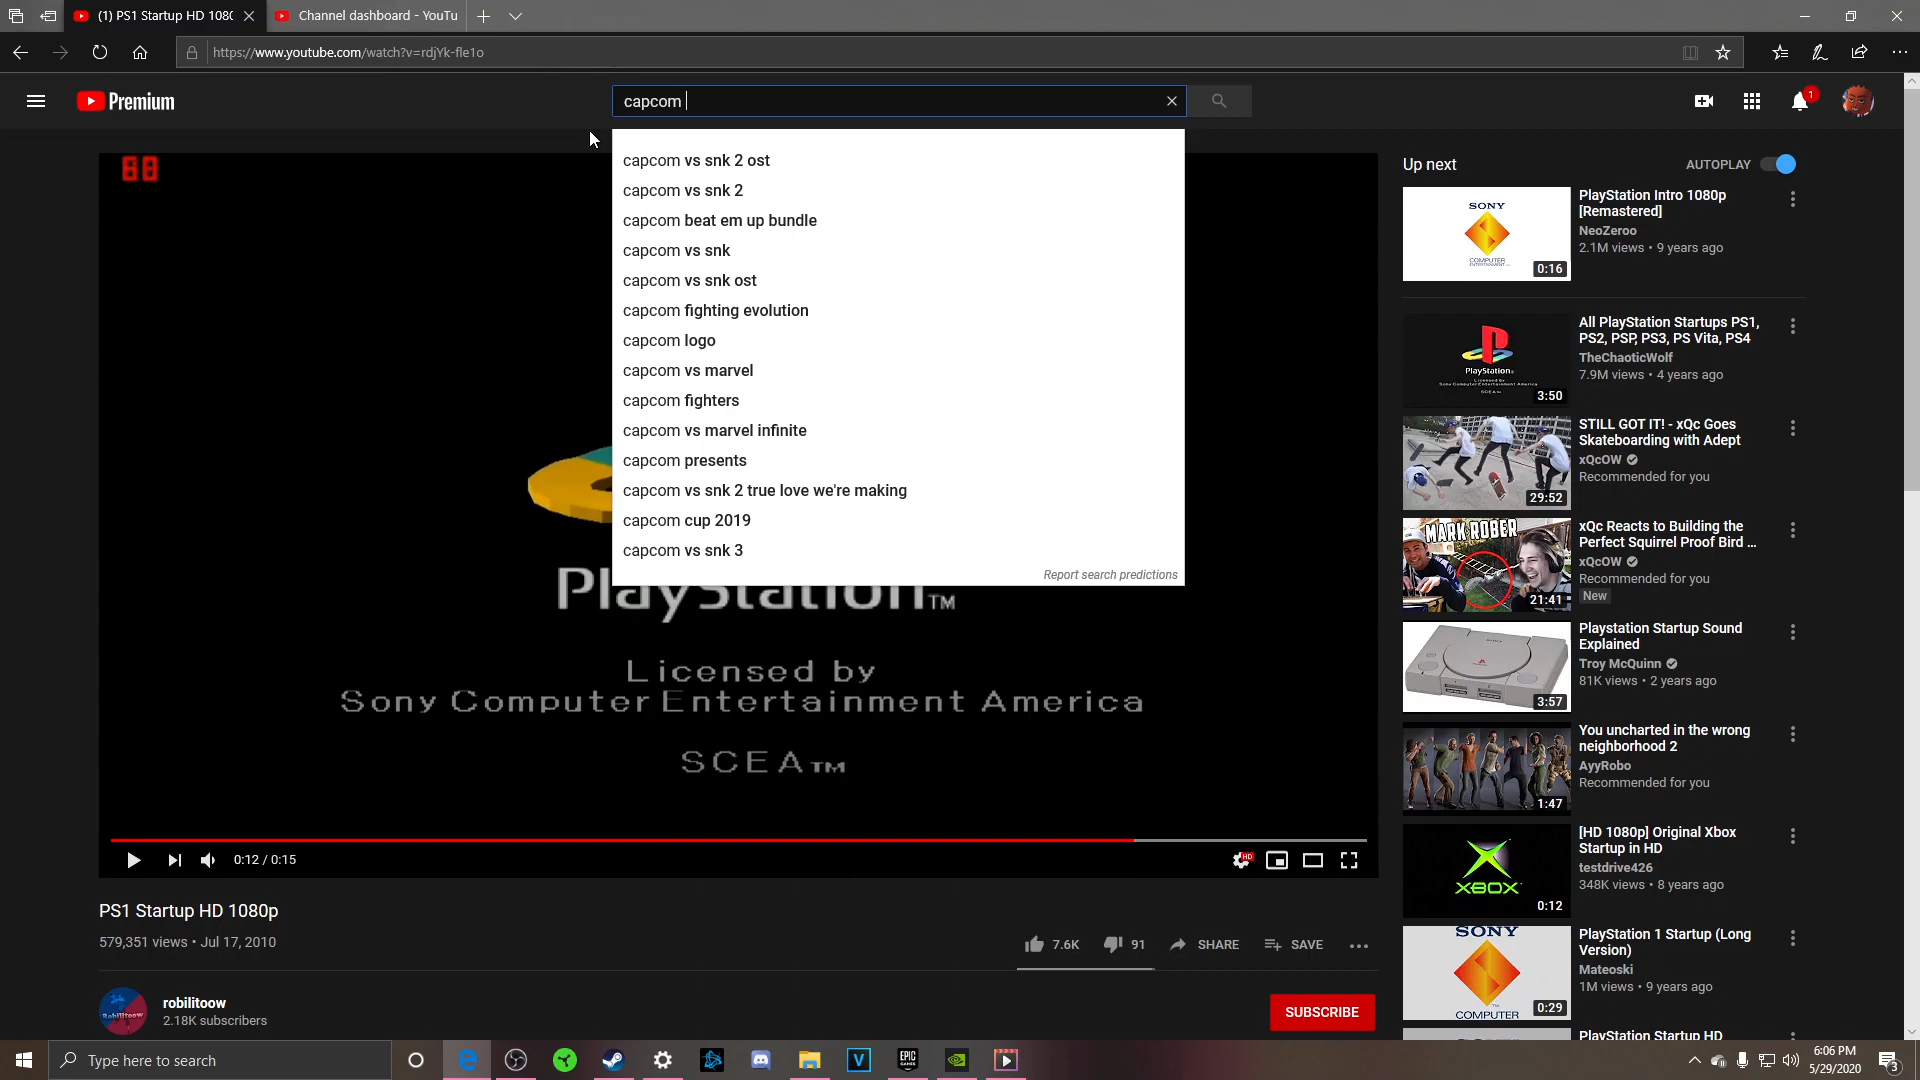 (1) PS1 Startup HD 1080
Channel dashboard - YouTu
https://www.youtube.com/watch?v=rdjYk-fle1o
Premium
capcom
1
capcom vs snk 2 ost
capcom vs snk 2
capcom beat em up bundle
capcom vs snk
capcom vs snk ost
capcom fighting evolution
capcom logo
capcom vs marvel
capcom fighters
capcom vs marvel infinite
capcom presents
capcom vs snk 2 true love we're making
capcom cup 2019
capcom vs snk 3
Report search predictions
88
PlayStation™
Licensed by
Sony Computer Entertainment America
SCEA™
0:12 / 0:15
HD
PS1 Startup HD 1080p
579,351 views • Jul 17, 2010
7.6K
91
SHARE
SAVE
robilitoow
2.18K subscribers
SUBSCRIBE
Up next
AUTOPLAY
SONY
COMPUTER
0:16
PlayStation Intro 1080p
[Remastered]
NeoZeroo
2.1M views • 9 years ago
PlayStation
3:50
All PlayStation Startups PS1,
PS2, PSP, PS3, PS Vita, PS4
TheChaoticWolf
7.9M views • 4 years ago
29:52
STILL GOT IT! - xQc Goes
Skateboarding with Adept
xQcOW
Recommended for you
MARK ROBER
21:41
xQc Reacts to Building the
Perfect Squirrel Proof Bird ...
xQcOW
Recommended for you
New
3:57
Playstation Startup Sound
Explained
Troy McQuinn
81K views • 2 years ago
1:47
You uncharted in the wrong
neighborhood 2
AyyRobo
Recommended for you
XBOX
0:12
[HD 1080p] Original Xbox
Startup in HD
testdrive426
348K views • 8 years ago
SONY
COMPUTER
0:29
PlayStation 1 Startup (Long
Version)
Mateoski
1M views • 9 years ago
PlayStation Startup HD
Type here to search
V
EPIC
GAMES
6:06 PM
5/29/2020
3